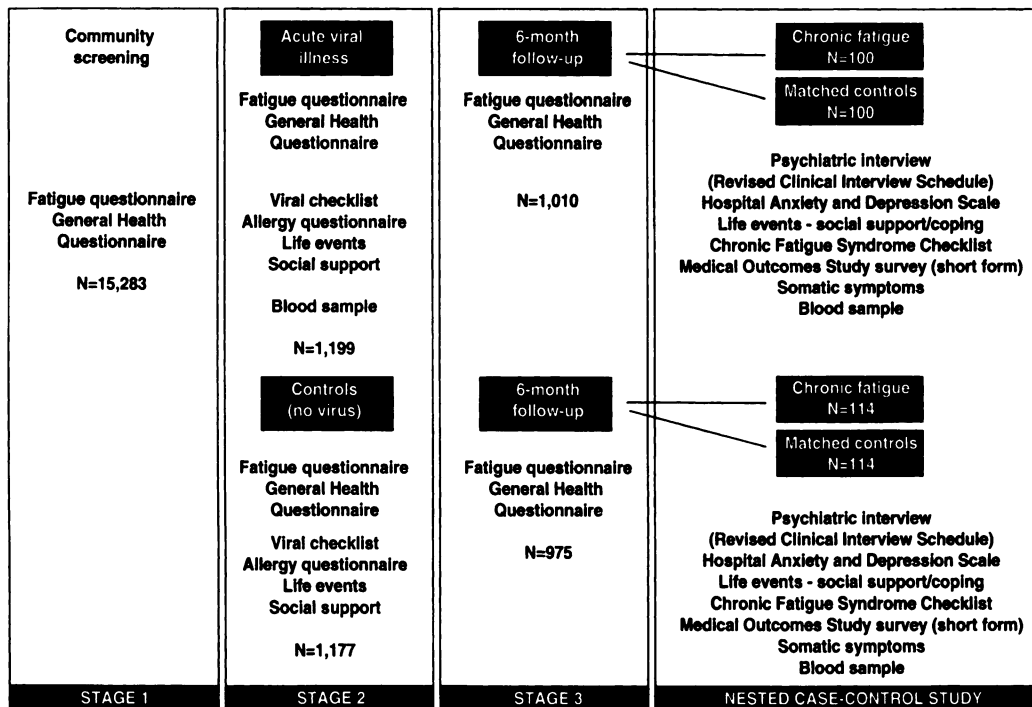 Community
screening
Fatigue questionnaire
General Health
Questionnaire
N=15,283
STAGE 1
Acute viral
illness
Fatigue questionnaire
General Health
Questionnaire
Viral checklist
Allergy questionnaire
Life events
Social support
Blood sample
N=1,199
Controls
(no virus)
Fatigue questionnaire
General Health
Questionnaire
Viral checklist
Allergy questionnaire
Life events
Social support
N=1,177
STAGE 2
6-month
follow-up
Fatigue questionnaire
General Health
Questionnaire
N=1,010
6-month
follow-up
Fatigue questionnaire
General Health
Questionnaire
N=975
STAGE 3
Chronic fatigue
N=100
Matched controls
N=100
Psychiatric interview
(Revised Clinical Interview Schedule)
Hospital Anxiety and Depression Scale
Life events - social support/coping
Chronic Fatigue Syndrome Checklist
Medical Outcomes Study survey (short form)
Somatic symptoms
Blood sample
Chronic fatigue
N=114
Matched controls
N=114
Psychiatric interview
(Revised Clinical Interview Schedule)
Hospital Anxiety and Depression Scale
Life events - social support/coping
Chronic Fatigue Syndrome Checklist
Medical Outcomes Study survey (short form)
Somatic symptoms
Blood sample
NESTED CASE-CONTROL STUDY